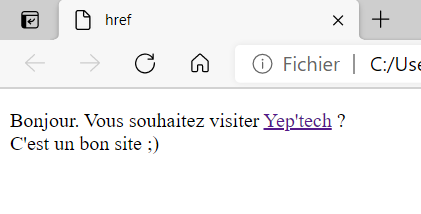 href
Fichier | C:/Use
Bonjour. Vous souhaitez visiter Yep'tech ?
C'est un bon site ;)